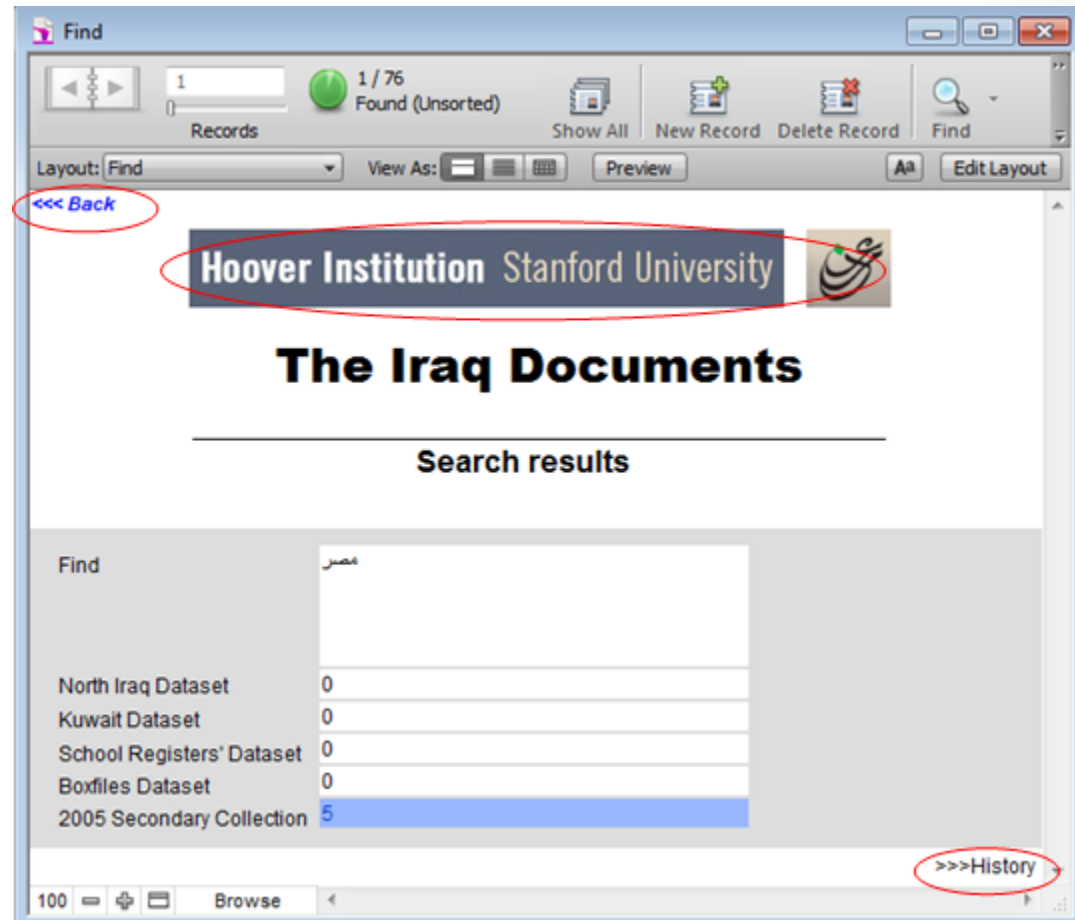 Find
1
1 / 76
Found (Unsorted)
Records
Show All
New Record
Delete Record
Find
Layout: Find
View As:
Preview
Aa
Edit Layout
<<< Back
Hoover Institution Stanford University
The Iraq Documents
Search results
Find
مصر
North Iraq Dataset 0
Kuwait Dataset 0
School Registers' Dataset 0
Boxfiles Dataset 0
2005 Secondary Collection 5
>>>History
100
Browse